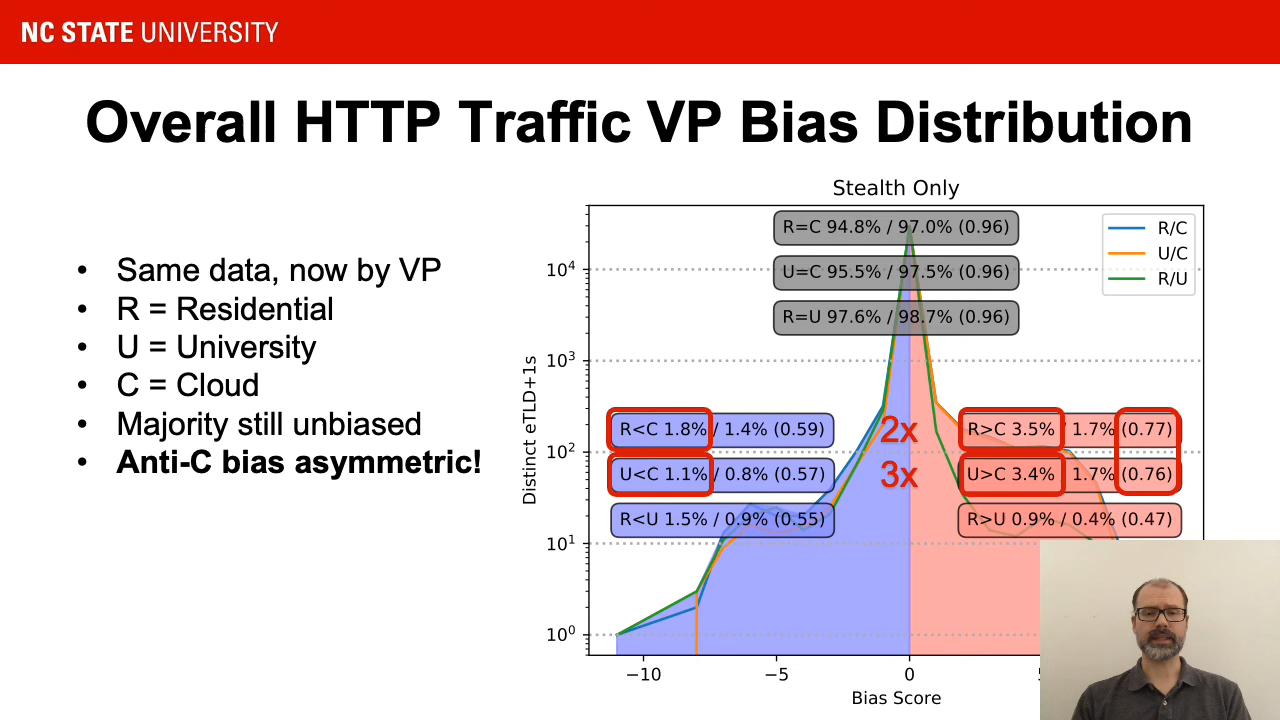 NC STATE UNIVERSITY
Overall HTTP Traffic VP Bias Distribution
• Same data, now by VP
• R = Residential
• U = University
• C = Cloud
• Majority still unbiased
• Anti-C bias asymmetric!
Stealth Only
R=C 94.8% / 97.0% (0.96)
U=C 95.5% / 97.5% (0.96)
R=U 97.6% / 98.7% (0.96)
R/C
U/C
R/U
10⁴
10³
10²
10¹
10⁰
Distinct eTLD+1s
R<C 1.8% / 1.4% (0.59)
2x
R>C 3.5% / 1.7% (0.77)
U<C 1.1% / 0.8% (0.57)
3x
U>C 3.4% / 1.7% (0.76)
R<U 1.5% / 0.9% (0.55)
R>U 0.9% / 0.4% (0.47)
−10
−5
0
Bias Score